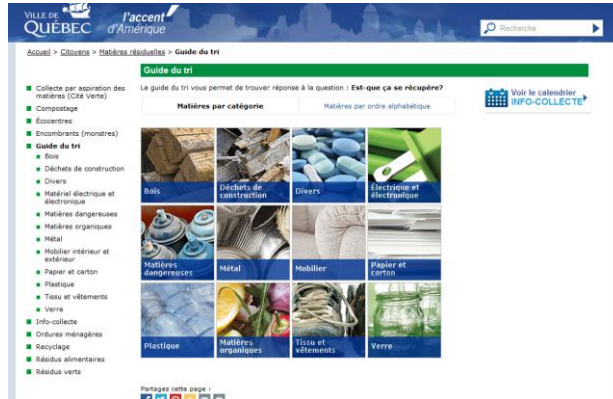 VILLE DE
QUÉBEC
l'accent
d'Amérique
Recherche
Accueil > Citoyens > Matières résiduelles > Guide du tri
Collecte par aspiration des
matières (Cité Verte)
Compostage
Écocentres
Encombrants (monstres)
Guide du tri
Bois
Déchets de construction
Divers
Matériel électrique et
électronique
Matières dangereuses
Matières organiques
Métal
Mobilier intérieur et
extérieur
Papier et carton
Plastique
Tissu et vêtements
Verre
Info-collecte
Ordures ménagères
Recyclage
Résidus alimentaires
Résidus verts
Guide du tri
Le guide du tri vous permet de trouver réponse à la question : Est-que ça se récupère?
Matières par catégorie
Matières par ordre alphabétique
Bois
Déchets de
construction
Divers
Électrique et
électronique
Matières
dangereuses
Métal
Mobilier
Papier et
carton
Plastique
Matières
organiques
Tissu et
vêtements
Verre
Partagez cette page :
Voir le calendrier
INFO-COLLECTE